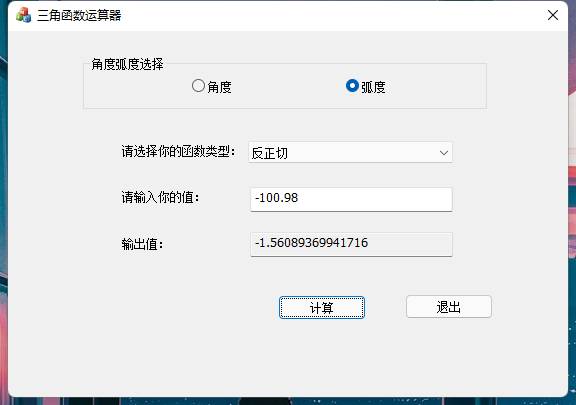 三角函数运算器
角度弧度选择
角度 弧度
请选择你的函数类型: 反正切
请输入你的值: -100.98
输出值: -1.56089369941716
计算 退出